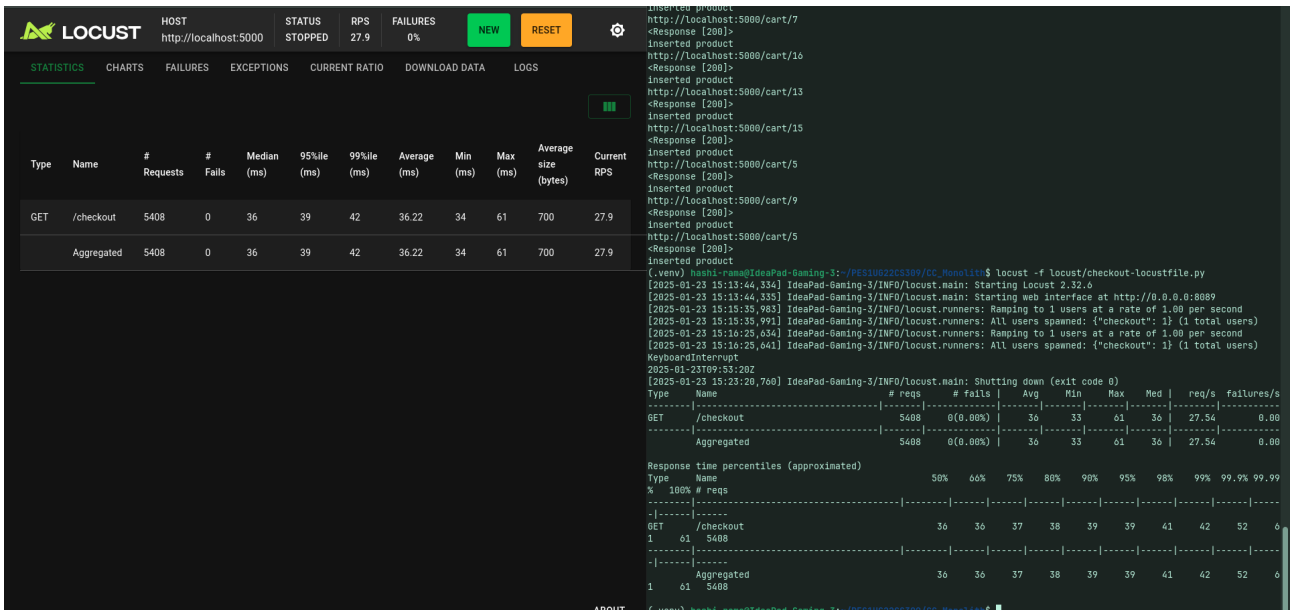 LOCUST
HOST
http://localhost:5000
STATUS
STOPPED
RPS
27.9
FAILURES
0%
NEW
RESET
STATISTICS CHARTS FAILURES EXCEPTIONS CURRENT RATIO DOWNLOAD DATA LOGS
Type Name # Requests # Fails Median (ms) 95%ile (ms) 99%ile (ms) Average (ms) Min (ms) Max (ms) Average size (bytes) Current RPS
GET /checkout 5408 0 36 39 42 36.22 34 61 700 27.9
Aggregated 5408 0 36 39 42 36.22 34 61 700 27.9
ABOUT
inserted product
http://localhost:5000/cart/7
<Response [200]>
inserted product
http://localhost:5000/cart/16
<Response [200]>
inserted product
http://localhost:5000/cart/13
<Response [200]>
inserted product
http://localhost:5000/cart/15
<Response [200]>
inserted product
http://localhost:5000/cart/5
<Response [200]>
inserted product
http://localhost:5000/cart/9
<Response [200]>
inserted product
http://localhost:5000/cart/5
<Response [200]>
inserted product
(.venv) hashi-rama@IdeaPad-Gaming-3:~/PES1UG22CS309/CC_Monolith$ locust -f locust/checkout-locustfile.py
[2025-01-23 15:13:44,334] IdeaPad-Gaming-3/INFO/locust.main: Starting Locust 2.32.6
[2025-01-23 15:13:44,335] IdeaPad-Gaming-3/INFO/locust.main: Starting web interface at http://0.0.0.0:8089
[2025-01-23 15:15:35,983] IdeaPad-Gaming-3/INFO/locust.runners: Ramping to 1 users at a rate of 1.00 per second
[2025-01-23 15:15:35,991] IdeaPad-Gaming-3/INFO/locust.runners: All users spawned: {"checkout": 1} (1 total users)
[2025-01-23 15:16:25,634] IdeaPad-Gaming-3/INFO/locust.runners: Ramping to 1 users at a rate of 1.00 per second
[2025-01-23 15:16:25,641] IdeaPad-Gaming-3/INFO/locust.runners: All users spawned: {"checkout": 1} (1 total users)
KeyboardInterrupt
2025-01-23T09:53:20Z
[2025-01-23 15:23:20,760] IdeaPad-Gaming-3/INFO/locust.main: Shutting down (exit code 0)
Type Name # reqs # fails | Avg Min Max Med | req/s failures/s
--------|----------------------------------|-------|-------------|-------|-------|-------|-------|--------|-----------
GET /checkout 5408 0(0.00%) | 36 33 61 36 | 27.54 0.00
--------|----------------------------------|-------|-------------|-------|-------|-------|-------|--------|-----------
Aggregated 5408 0(0.00%) | 36 33 61 36 | 27.54 0.00
Response time percentiles (approximated)
Type Name 50% 66% 75% 80% 90% 95% 98% 99% 99.9% 99.99
% 100% # reqs
--------|--------------------------------|--------|------|------|------|------|------|------|------|------|-----
-|------|------
GET /checkout 36 36 37 38 39 39 41 42 52 6
1 61 5408
--------|--------------------------------|--------|------|------|------|------|------|------|------|------|-----
-|------|------
Aggregated 36 36 37 38 39 39 41 42 52 6
1 61 5408
(.venv) hashi-rama@IdeaPad-Gaming-3:~/PES1UG22CS309/CC_Monolith$